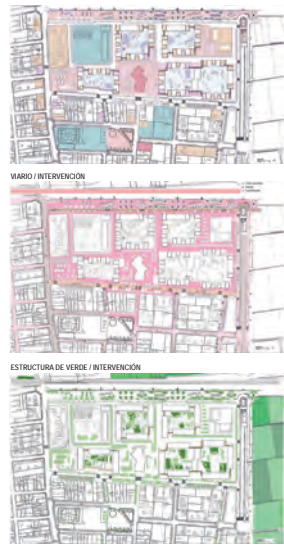 VIARIO / INTERVENCIÓN
ESTRUCTURA DE VERDE / INTERVENCIÓN